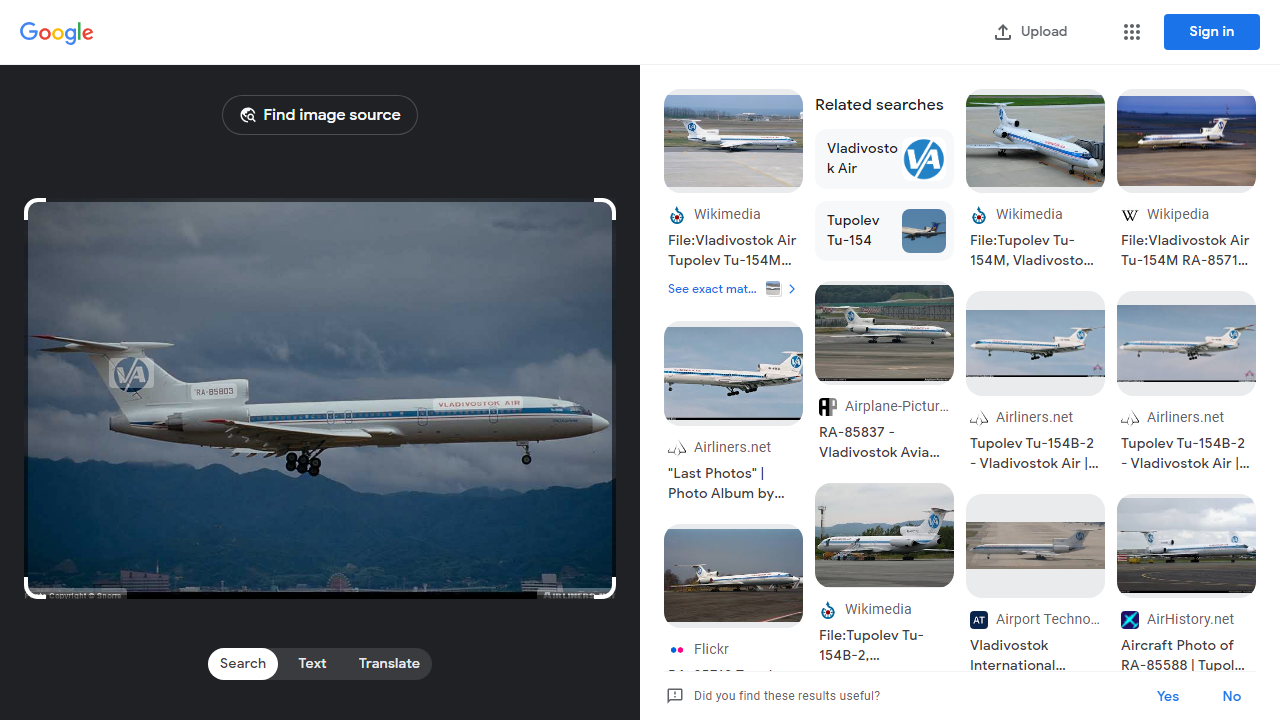 Google
Upload
Sign in
Find image source
VA
RA-85803
VLADIVOSTOK AIR
Copyright ©
Search
Text
Translate
Wikimedia
File:Vladivostok Air
Tupolev Tu-154M...
See exact mat...
Airliners.net
"Last Photos" |
Photo Album by...
Flickr
Related searches
Vladivosto
k Air
VA
Tupolev
Tu-154
Airplane-Pictur...
RA-85837 -
Vladivostok Avia...
Wikimedia
File:Tupolev Tu-
154B-2,...
Wikimedia
File:Tupolev Tu-
154M, Vladivosto...
Airliners.net
Tupolev Tu-154B-2
- Vladivostok Air |...
AT
Airport Techno...
Vladivostok
International
W
Wikipedia
File:Vladivostok Air
Tu-154M RA-8571...
Airliners.net
Tupolev Tu-154B-2
- Vladivostok Air |...
AirHistory.net
Aircraft Photo of
RA-85588 | Tupol...
Did you find these results useful?
Yes
No